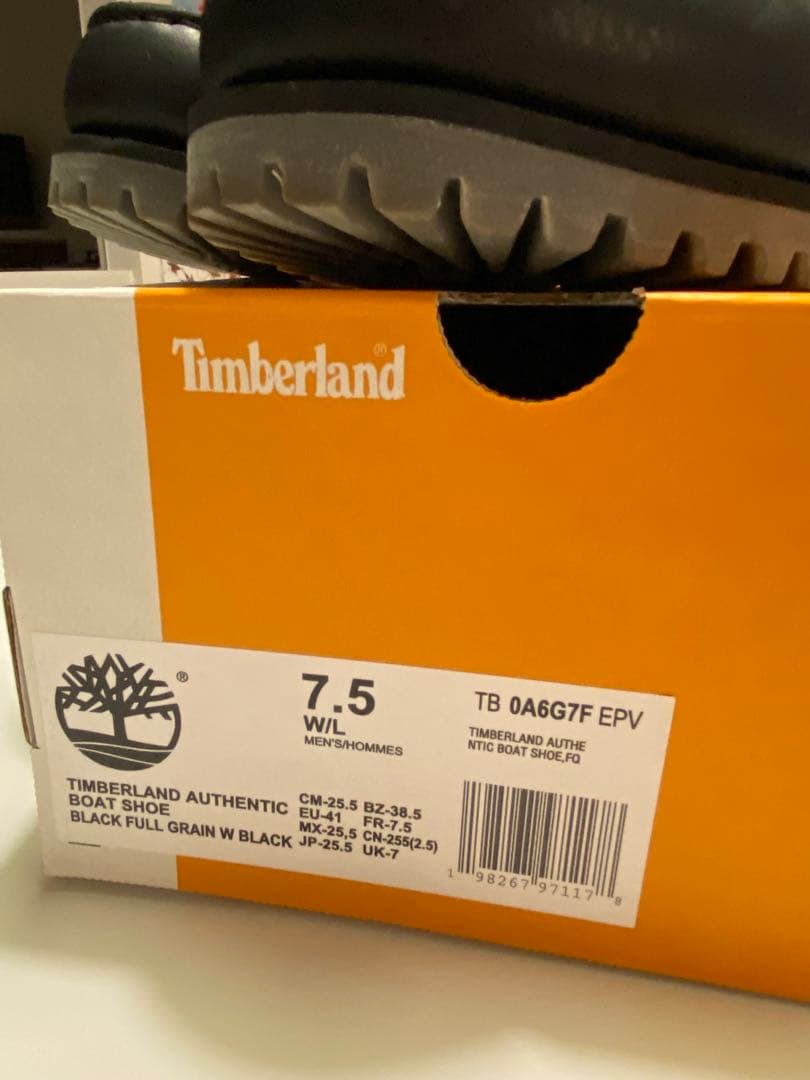 Timberland®
®
7.5
W/L
MEN'S/HOMMES
TB 0A6G7F EPV
TIMBERLAND AUTHE
NTIC BOAT SHOE,FQ
TIMBERLAND AUTHENTIC
BOAT SHOE
BLACK FULL GRAIN W BLACK
CM-25.5 BZ-38.5
EU-41 FR-7.5
MX-25,5 CN-255(2.5)
JP-25.5 UK-7
1 98267 97117 8